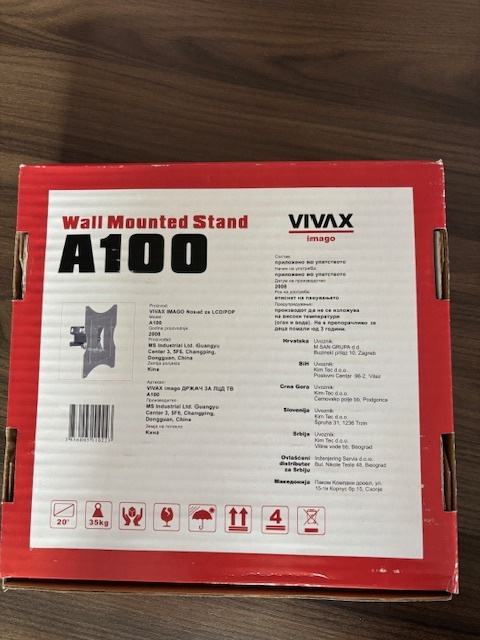 Wall Mounted Stand
A100
VIVAX
imago
Proizvod:
VIVAX IMAGO Nosač za LCD/PDP
Model:
A100
Godina proizvodnje
2008
Proizvođač:
MS Industrial Ltd. Guangyu
Center 3, 5F6, Changping,
Dongguan, China
Zemlja porijekla
Kina
Артикал:
VIVAX imago ДРЖАЧ ЗА ЛЦД ТВ
A100
Производител:
MS Industrial Ltd. Guangyu
Center 3, 5F6, Changping,
Dongguan, China
Земја на потекло
Кина
Состав:
приложено во упатството
Начин на употреба:
приложено во упатството
Датум на производство:
2008
Рок на употреба:
втиснат на пакувањето
Предупредување:
производот да не се изложува
на високи температури
(оган и вода). Не е препорачливо за
деца помали од 3 години.
Hrvatska Uvoznik:
M SAN GRUPA d.d.
Buzinski prilaz 10, Zagreb
BiH Uvoznik:
Kim Tec d.o.o.
Poslovni Centar 96-2, Vitez
Crna Gora Uvoznik:
Kim Tec d.o.o.
Ćemovsko polje bb, Podgorica
Slovenija Uvoznik:
Kim Tec d.o.o.
Špruha 31, 1236 Trzin
Srbija Uvoznik:
Kim Tec d.o.o.
Viline vode bb, Beograd
Ovlašćeni
distributor
za Srbiju
Inženjering Servis d.o.o.
Bul. Nikole Tesle 48, Beograd
Македонија
Паком Компани дооел, ул.
15-ти Корпус бр.15, Скопје
20"
35kg
4